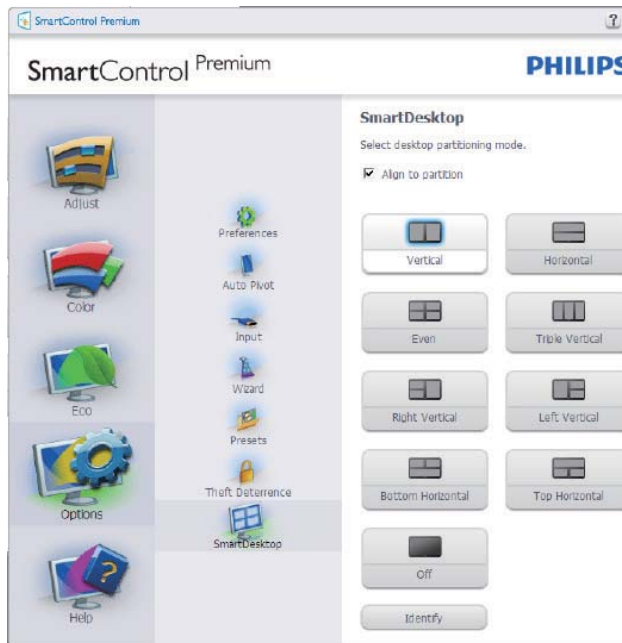 SmartControl Premium
?
SmartControl Premium
PHILIPS
Adjust
Color
Eco
Options
Help
Preferences
Auto Pivot
Input
Wizard
Presets
Theft Deterrence
SmartDesktop
SmartDesktop
Select desktop partitioning mode.
Align to partition
Vertical
Horizontal
Even
Triple Vertical
Right Vertical
Left Vertical
Bottom Horizontal
Top Horizontal
Off
Identify